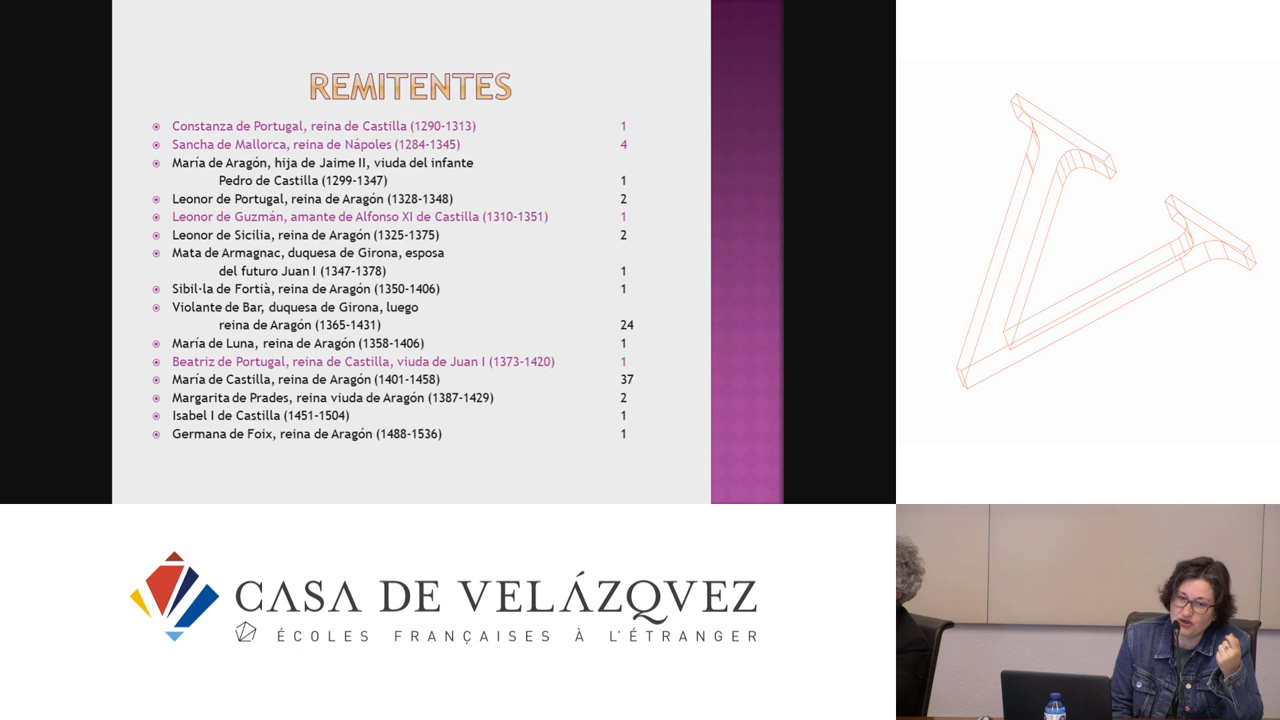 REMITENTES
Constanza de Portugal, reina de Castilla (1290-1313) 1
Sancha de Mallorca, reina de Nápoles (1284-1345) 4
María de Aragón, hija de Jaime II, viuda del infante
Pedro de Castilla (1299-1347) 1
Leonor de Portugal, reina de Aragón (1328-1348) 2
Leonor de Guzmán, amante de Alfonso XI de Castilla (1310-1351) 1
Leonor de Sicilia, reina de Aragón (1325-1375) 2
Mata de Armagnac, duquesa de Girona, esposa
del futuro Juan I (1347-1378) 1
Sibil·la de Fortià, reina de Aragón (1350-1406) 1
Violante de Bar, duquesa de Girona, luego
reina de Aragón (1365-1431) 24
María de Luna, reina de Aragón (1358-1406) 1
Beatriz de Portugal, reina de Castilla, viuda de Juan I (1373-1420) 1
María de Castilla, reina de Aragón (1401-1458) 37
Margarita de Prades, reina viuda de Aragón (1387-1429) 2
Isabel I de Castilla (1451-1504) 1
Germana de Foix, reina de Aragón (1488-1536) 1
CASA DE VELÁZQVEZ
ÉCOLES FRANÇAISES À L'ÉTRANGER